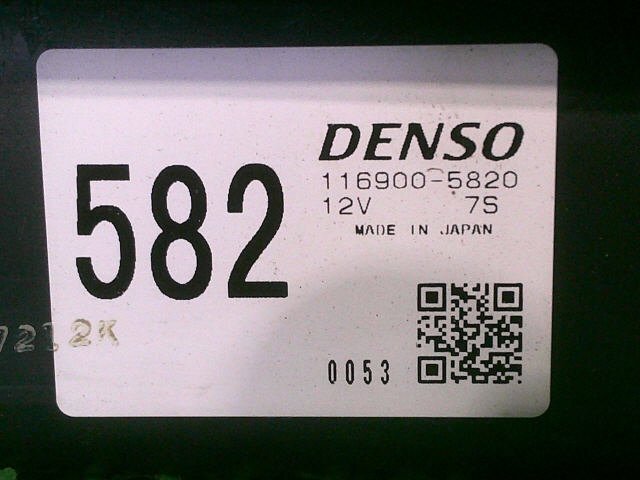 582
DENSO
116900-5820
12V 7S
MADE IN JAPAN
0053